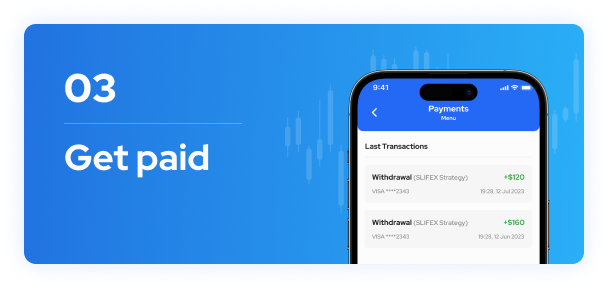 03
Get paid
9:41
Payments
Menu
Last Transactions
Withdrawal (SLIFEX Strategy) +$120
VISA ****2343 19:28, 12 Jul 2023
Withdrawal (SLIFEX Strategy) +$160
VISA ****2343 19:28, 12 Jun 2023